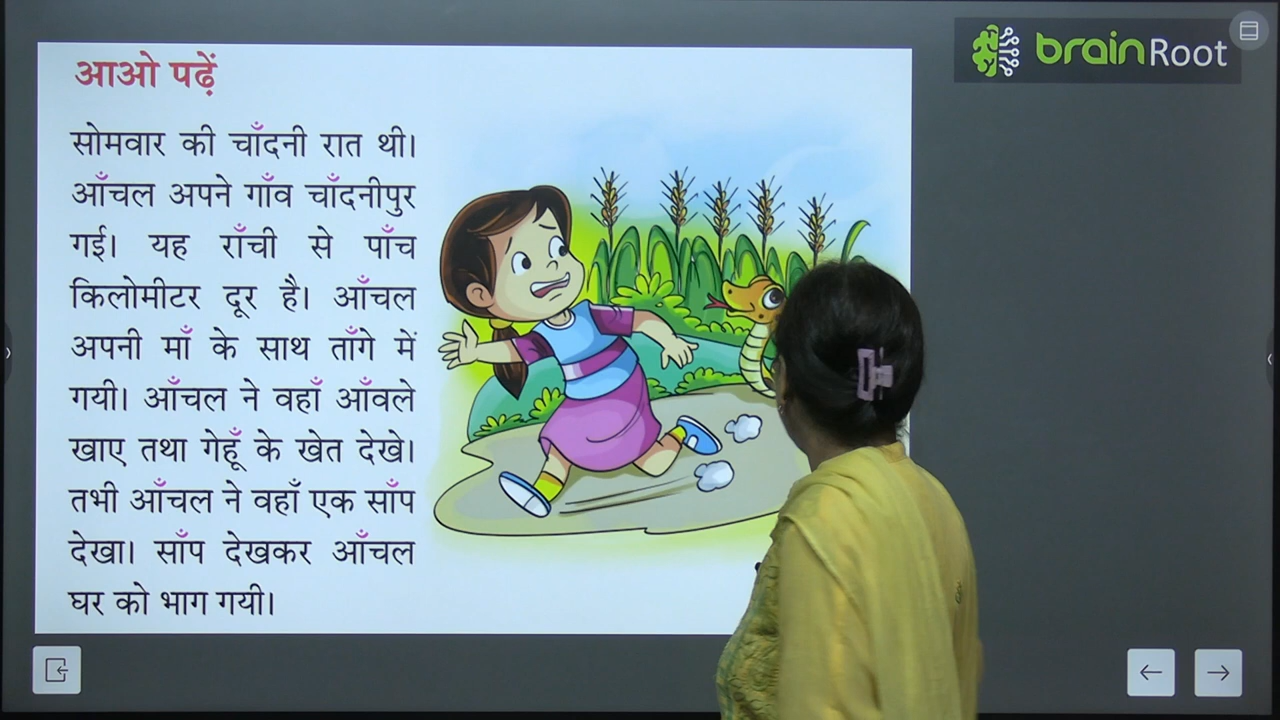 आओ पढ़ें
सोमवार की चाँदनी रात थी।
आँचल अपने गाँव चाँदनीपुर
गई। यह राँची से पाँच
किलोमीटर दूर है। आँचल
अपनी माँ के साथ ताँगे में
गयी। आँचल ने वहाँ आँवले
खाए तथा गेहूँ के खेत देखे।
तभी आँचल ने वहाँ एक साँप
देखा। साँप देखकर आँचल
घर को भाग गयी।
brainRoot